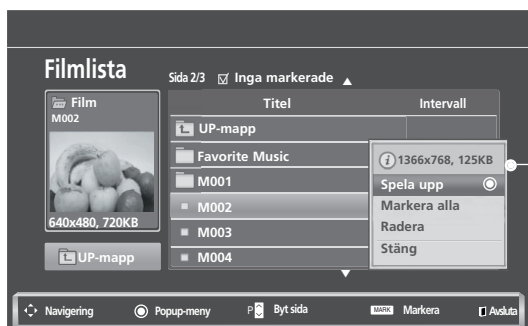 Filmlista
Sida 2/3 Inga markerade
Film
M002
640x480, 720KB
UP-mapp
Titel Intervall
UP-mapp
Favorite Music
M001
M002
M003
M004
1366x768, 125KB
Spela upp
Markera alla
Radera
Stäng
Navigering Popup-meny P Byt sida MARK Markera Avsluta